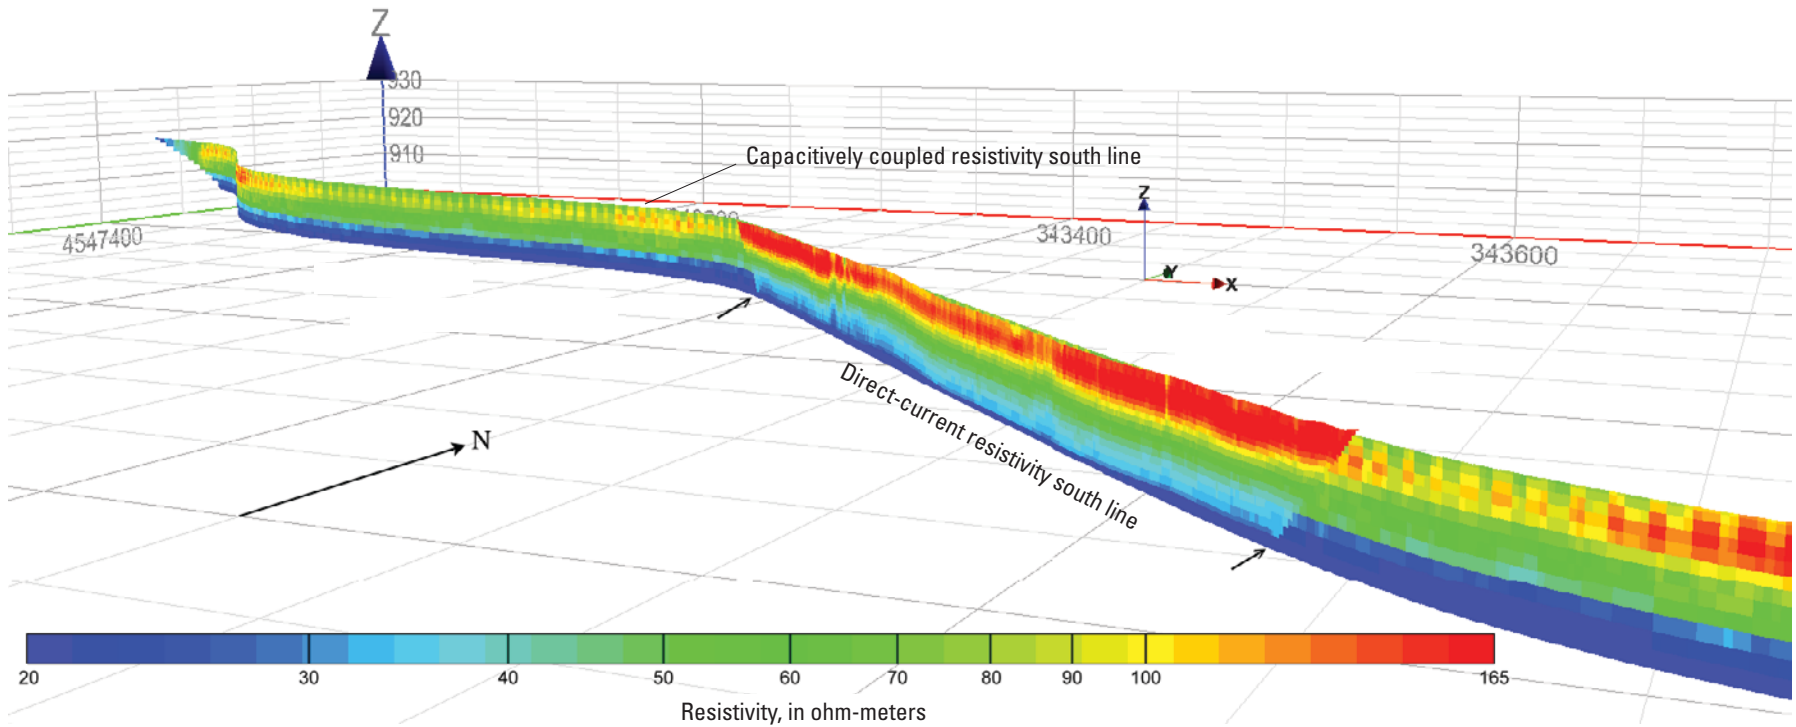 Z
930
920
910
Capacitively coupled resistivity south line
Z
Y
X
4547400
343400
343600
Direct-current resistivity south line
N
20 30 40 50 60 70 80 90 100 165
Resistivity, in ohm-meters